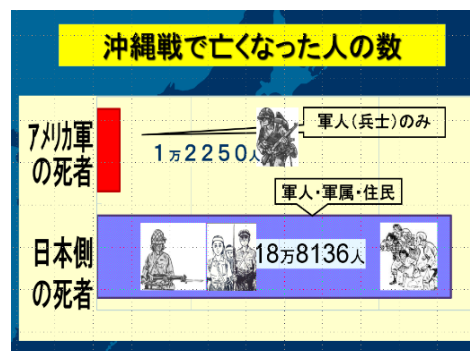 沖縄戦で亡くなった人の数
アメリカ軍
の死者
軍人(兵士)のみ
1万2250人
軍人・軍属・住民
日本側
の死者
18万8136人